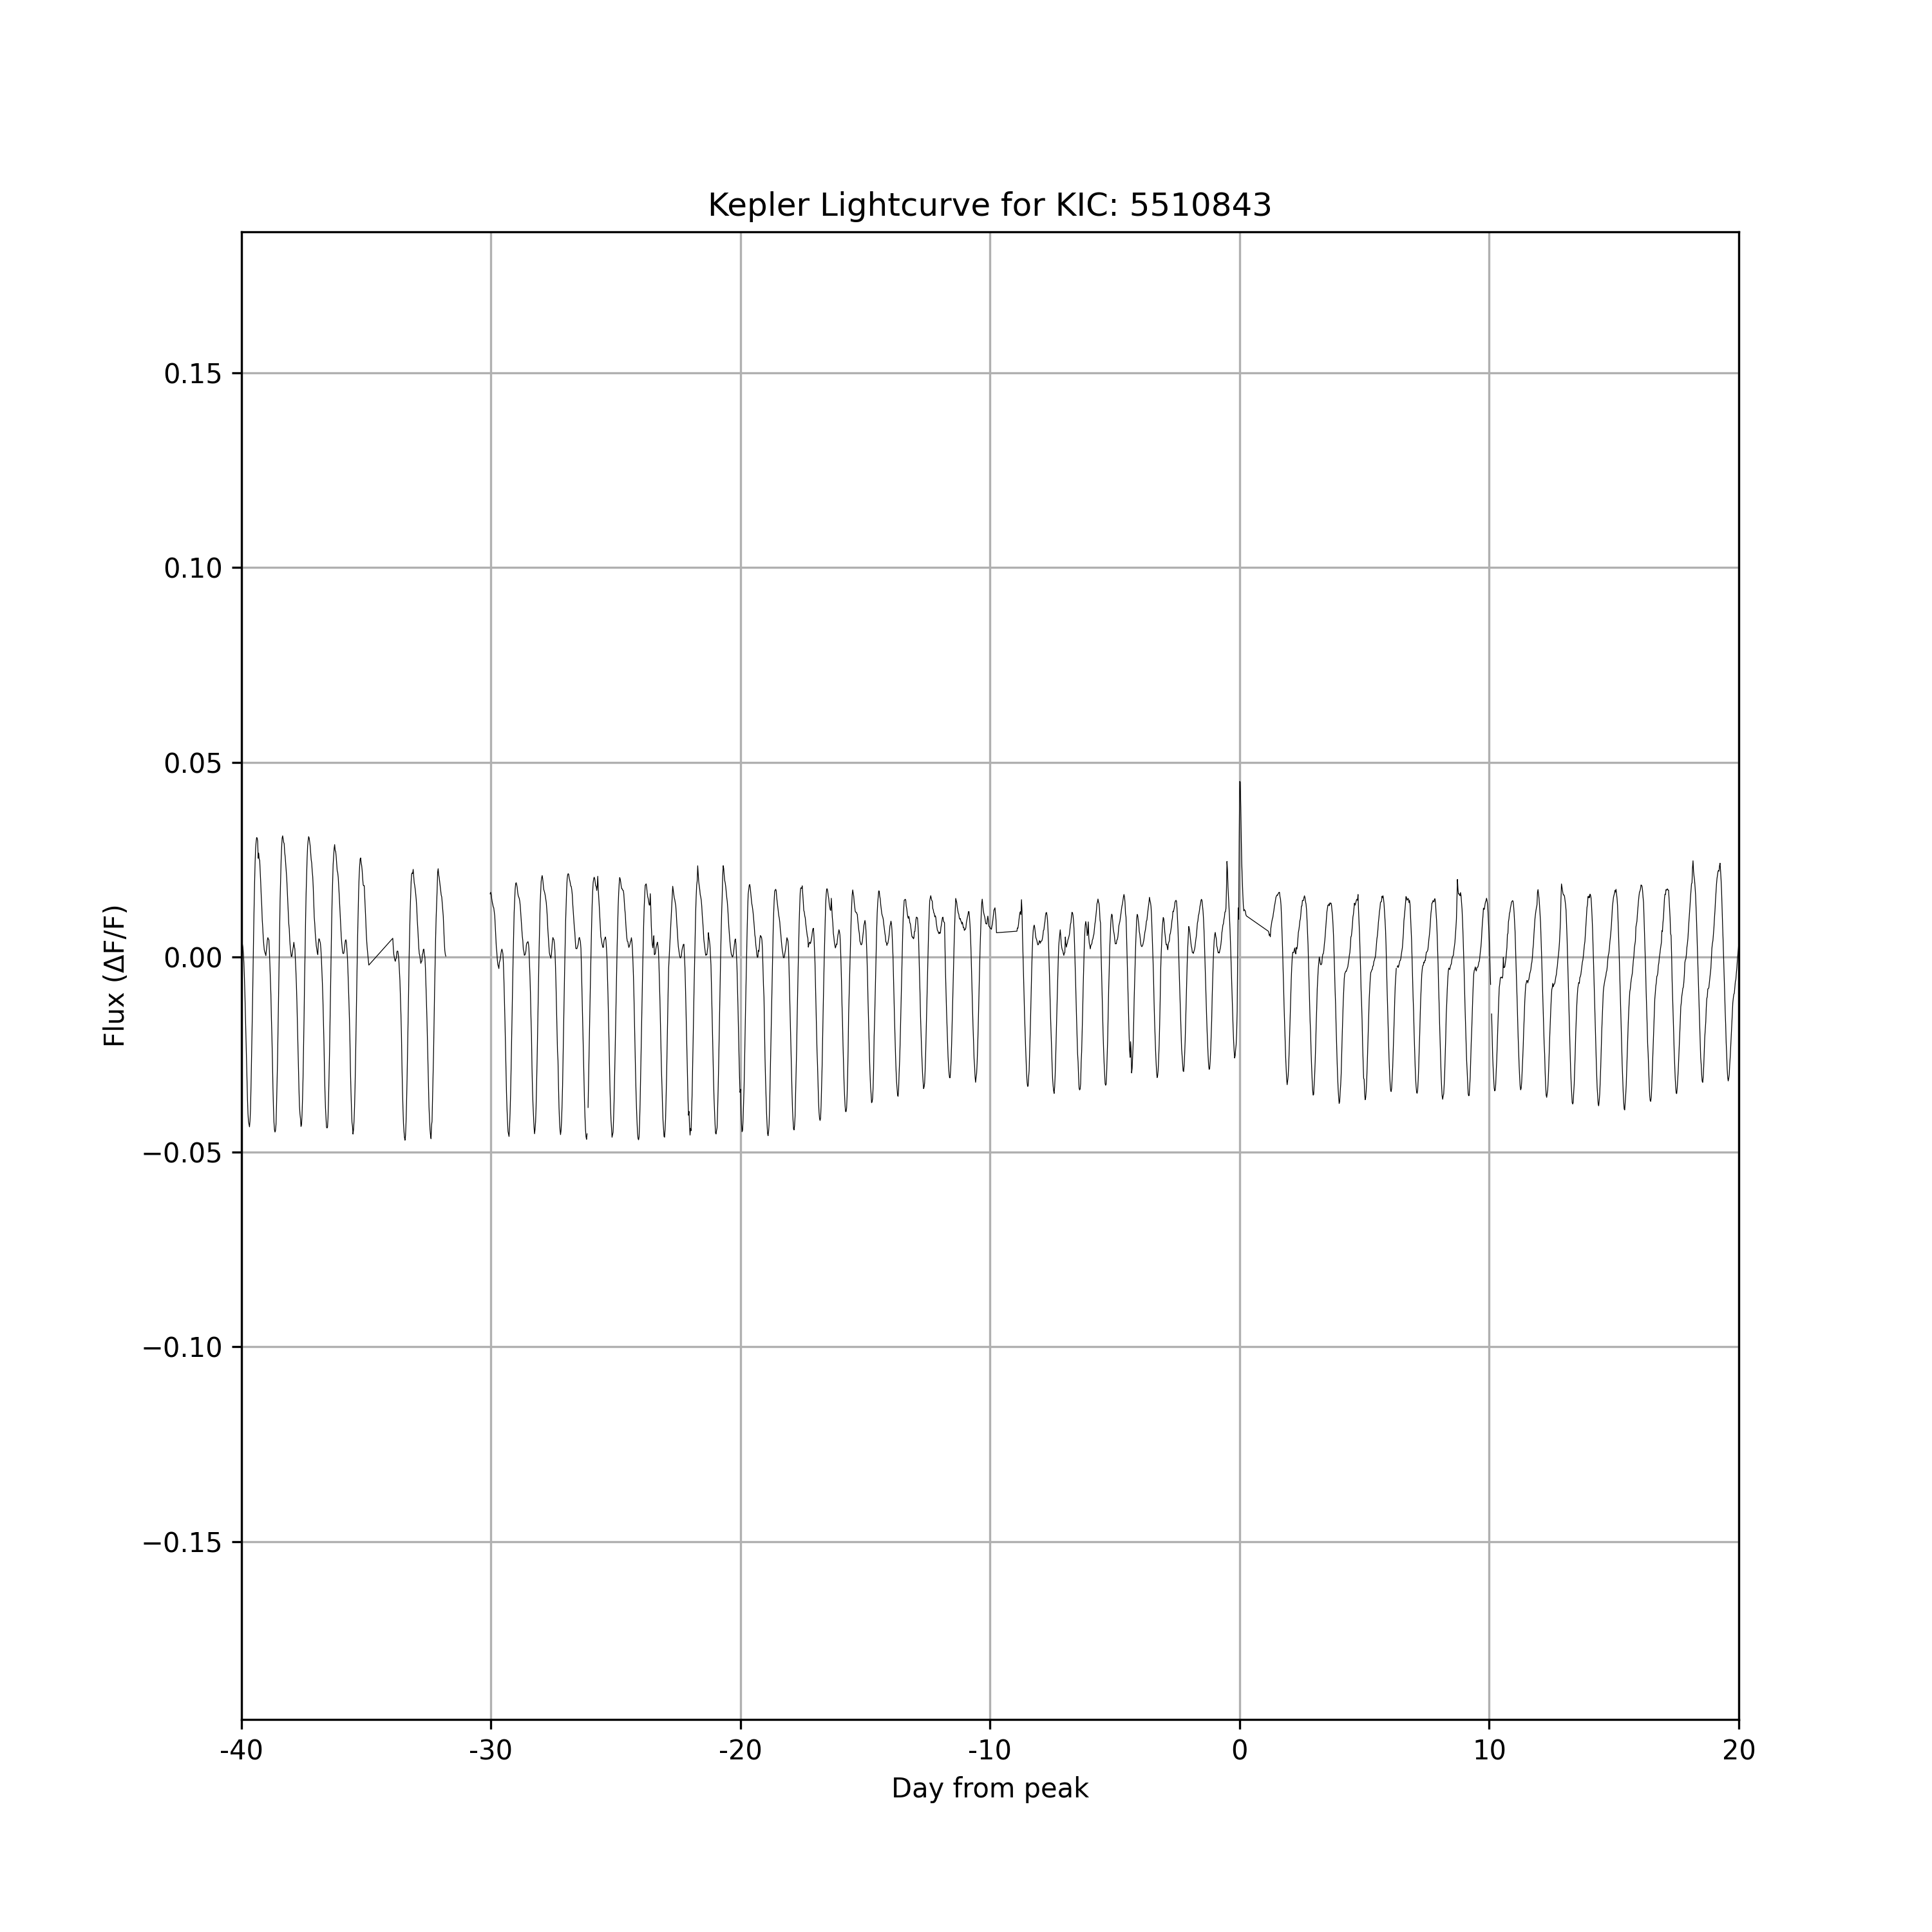 Kepler Lightcurve for KIC: 5510843
0.15
0.10
0.05
0.00
−0.05
−0.10
−0.15
Flux (ΔF/F)
-40 -30 -20 -10 0 10 20
Day from peak